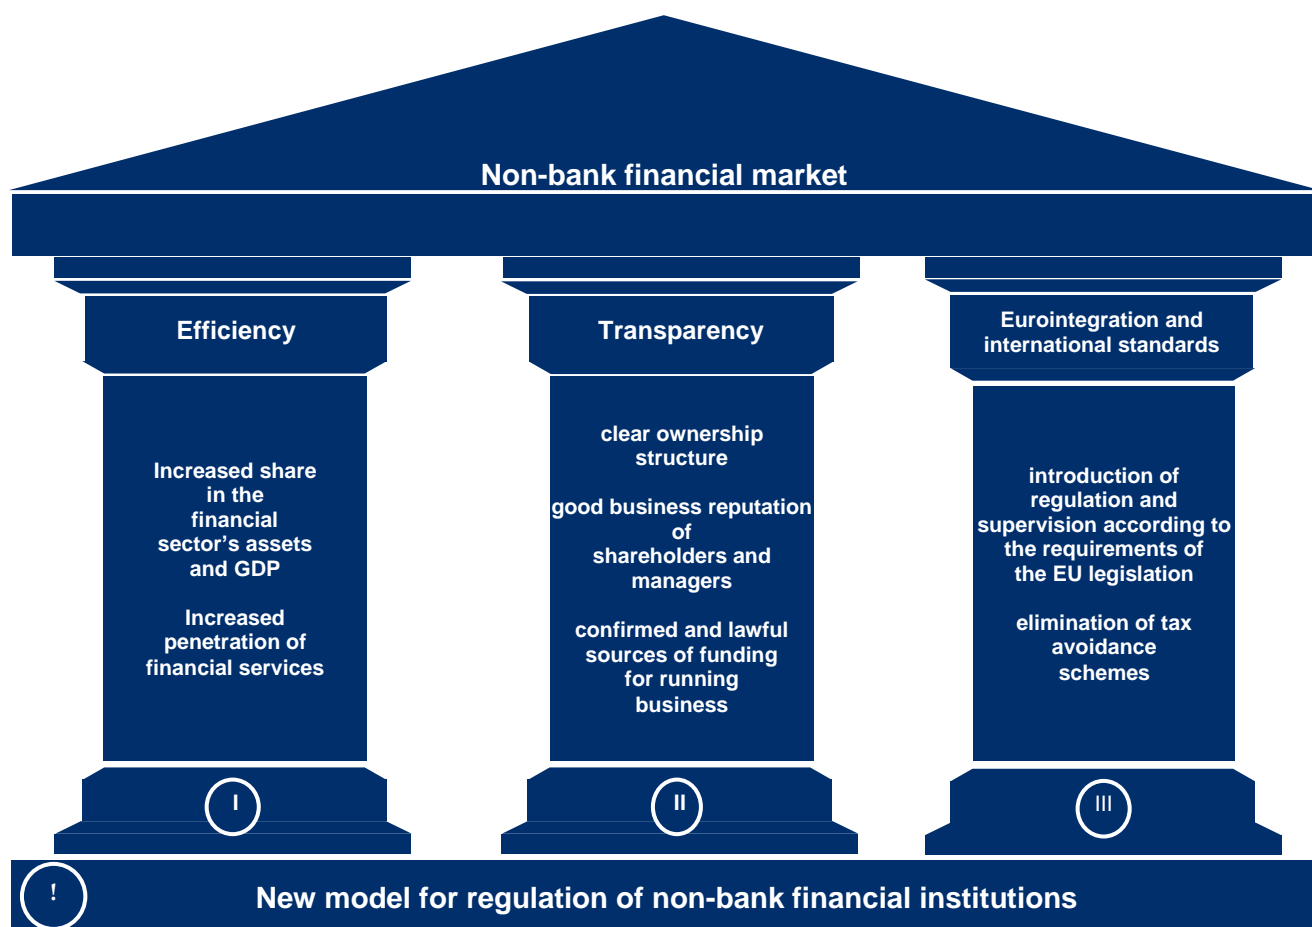 Non-bank financial market
Efficiency
Increased share
in the
financial
sector’s assets
and GDP
Increased
penetration of
financial services
I
Transparency
clear ownership
structure
good business reputation
of
shareholders and
managers
confirmed and lawful
sources of funding
for running
business
II
Eurointegration and
international standards
introduction of
regulation and
supervision according to
the requirements of
the EU legislation
elimination of tax
avoidance
schemes
III
!
New model for regulation of non-bank financial institutions